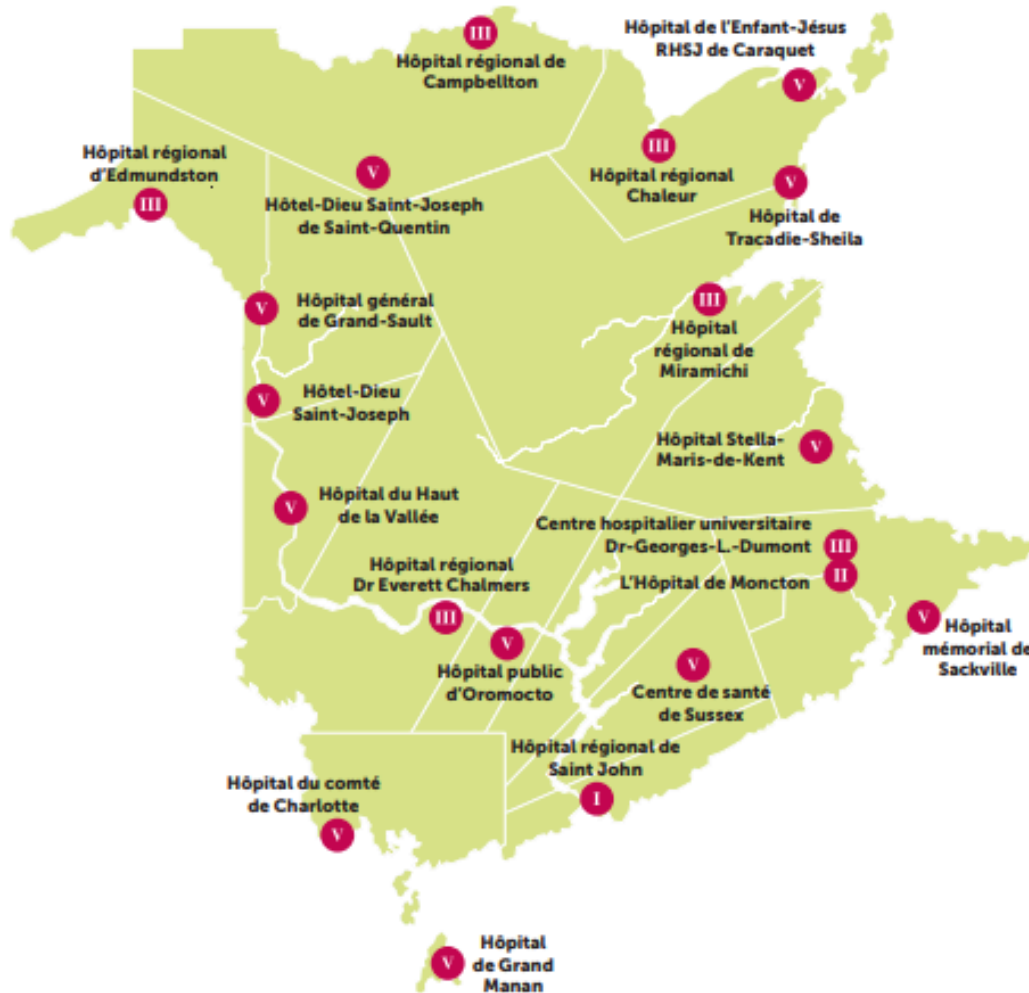 III
Hôpital régional de
Campbellton
Hôpital de l'Enfant-Jésus
RHSJ de Caraquet
V
Hôpital régional
d'Edmundston
III
V
Hôtel-Dieu Saint-Joseph
de Saint-Quentin
III
Hôpital régional
Chaleur
V
Hôpital de
Tracadie-Sheila
V
Hôpital général
de Grand-Sault
III
Hôpital
régional de
Miramichi
V
Hôtel-Dieu
Saint-Joseph
Hôpital Stella-
Maris-de-Kent
V
V
Hôpital du Haut
de la Vallée
Centre hospitalier universitaire
Dr-Georges-L.-Dumont
III
L'Hôpital de Moncton
II
Hôpital régional
Dr Everett Chalmers
III
V
Hôpital public
d'Oromocto
V
Hôpital
mémorial de
Sackville
V
Centre de santé
de Sussex
Hôpital régional de
Saint John
I
Hôpital du comté
de Charlotte
V
V
Hôpital
de Grand
Manan